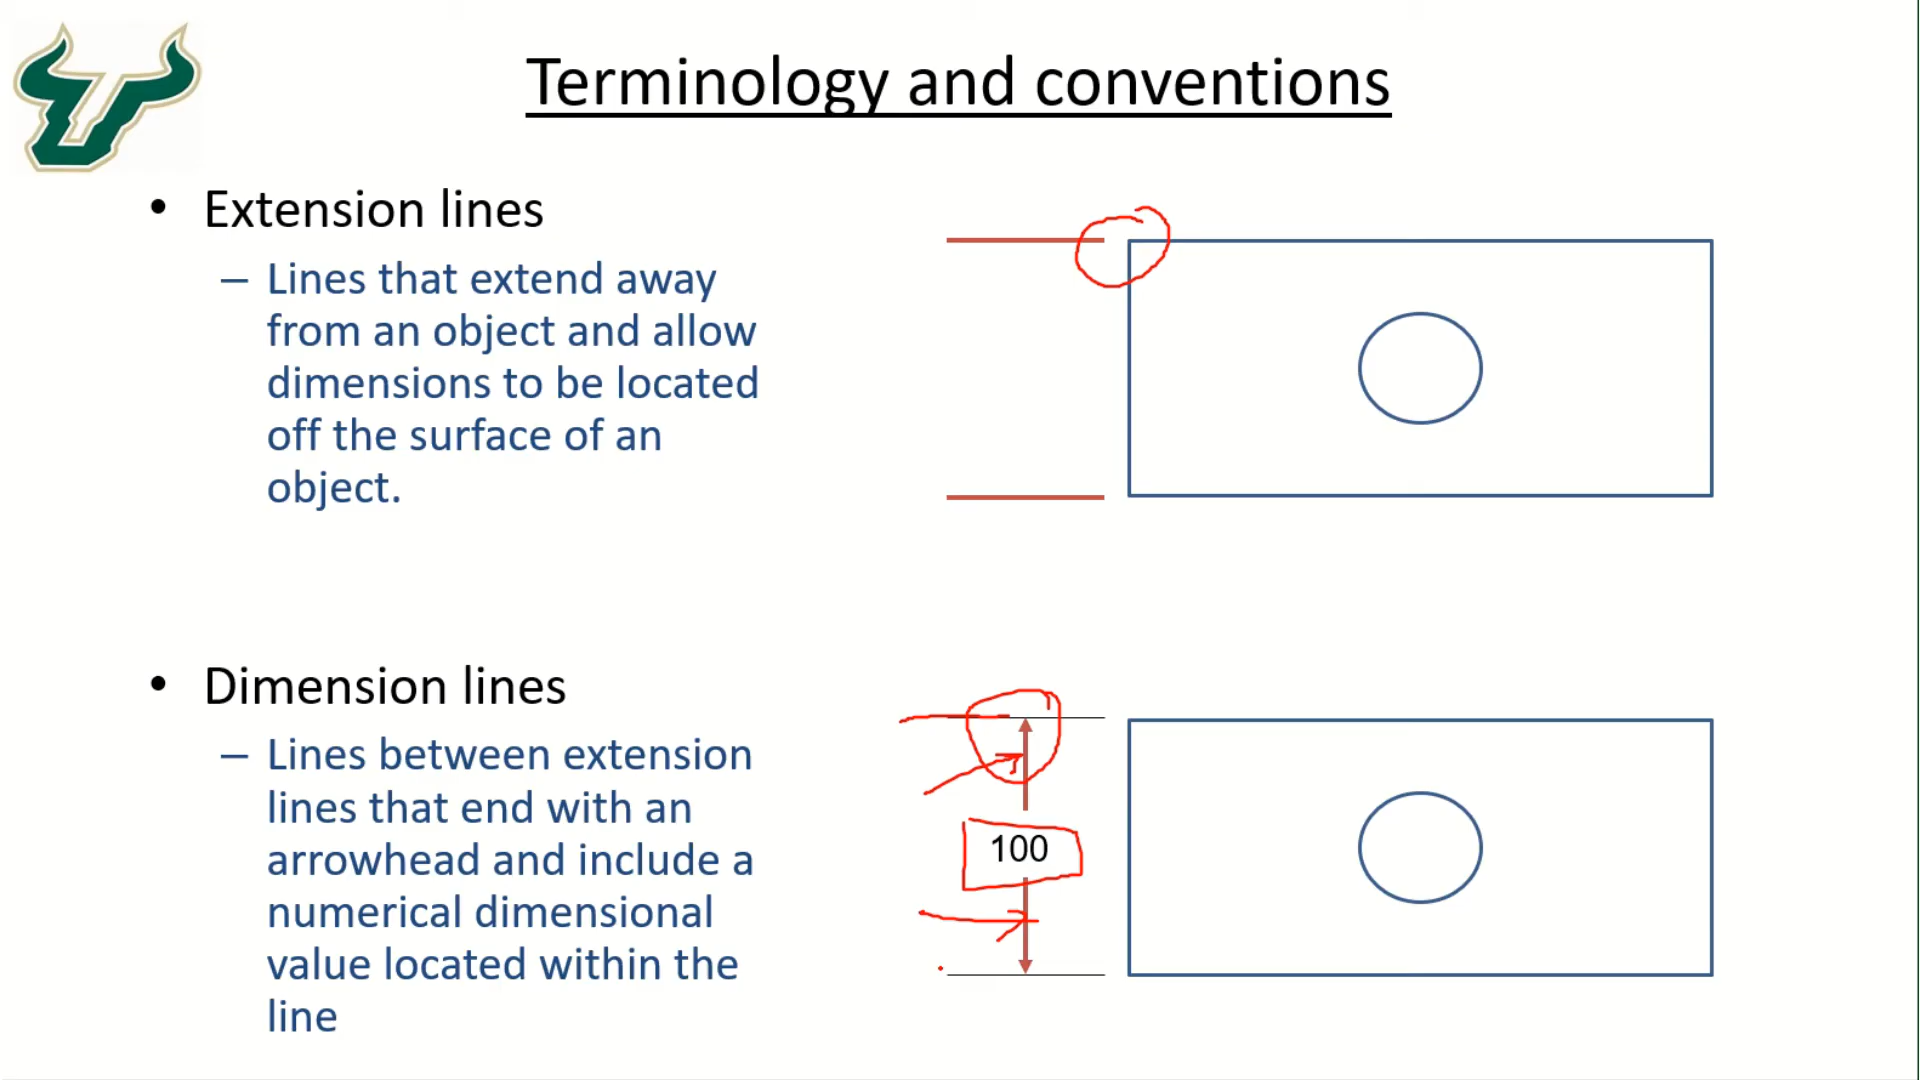 Terminology and conventions
• Extension lines
– Lines that extend away
from an object and allow
dimensions to be located
off the surface of an
object.
• Dimension lines
– Lines between extension
lines that end with an
arrowhead and include a
numerical dimensional
value located within the
line
100